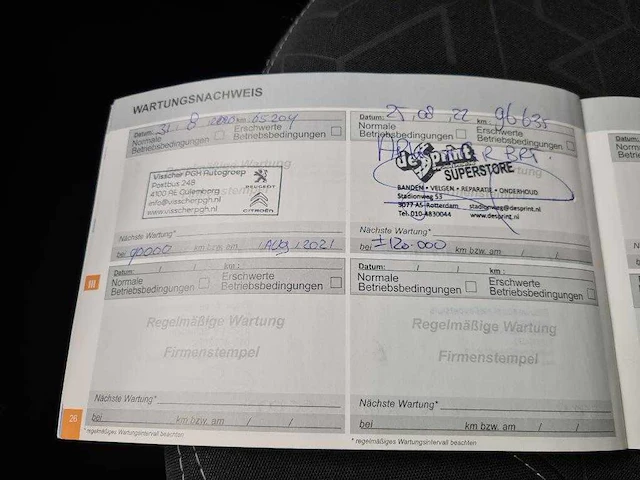 WARTUNGSNACHWEIS
Datum: 31 / 8 / 2020 km : 65204
Normale Betriebsbedingungen
Erschwerte Betriebsbedingungen
Visscher PGH Autogroep
Postbus 248
4100 AE Culemborg
info@visscherpgh.nl
www.visscherpgh.nl
PEUGEOT
CITROËN
Nächste Wartung*
bei 90000 km bzw. am / Aug / 2021
Datum: 25 / 08 / 22 km : 96635
Normale Betriebsbedingungen
Erschwerte Betriebsbedingungen
deSprint
SUPERSTORE
BANDEN • VELGEN • REPARATIE • ONDERHOUD
Stadionweg 53
3077 AS Rotterdam stadionweg@desprint.nl
Tel. 010-4830044 www.desprint.nl
Nächste Wartung*
bei ±120.000 km bzw. am / /
Datum: / / km :
Normale Betriebsbedingungen
Erschwerte Betriebsbedingungen
Regelmäßige Wartung
Firmenstempel
Nächste Wartung*
bei km bzw. am / /
* regelmäßiges Wartungsintervall beachten
Datum: / / km :
Normale Betriebsbedingungen
Erschwerte Betriebsbedingungen
Regelmäßige Wartung
Firmenstempel
Nächste Wartung*
bei km bzw. am / /
* regelmäßiges Wartungsintervall beachten
III
26